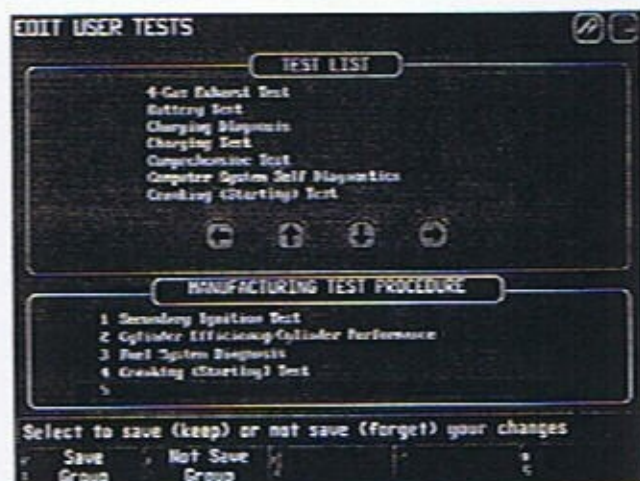 EDIT USER TESTS
TEST LIST
4-Gas Exhaust Test
Battery Test
Charging Diagnosis
Charging Test
Comprehensive Test
Computer System Self Diagnostics
Cranking (Starting) Test
MANUFACTURING TEST PROCEDURE
1 Secondary Ignition Test
2 Cylinder Efficiency/Cylinder Performance
3 Fuel System Diagnosis
4 Cranking (Starting) Test
5
Select to save (keep) or not save (forget) your changes
Save Group
Not Save Group